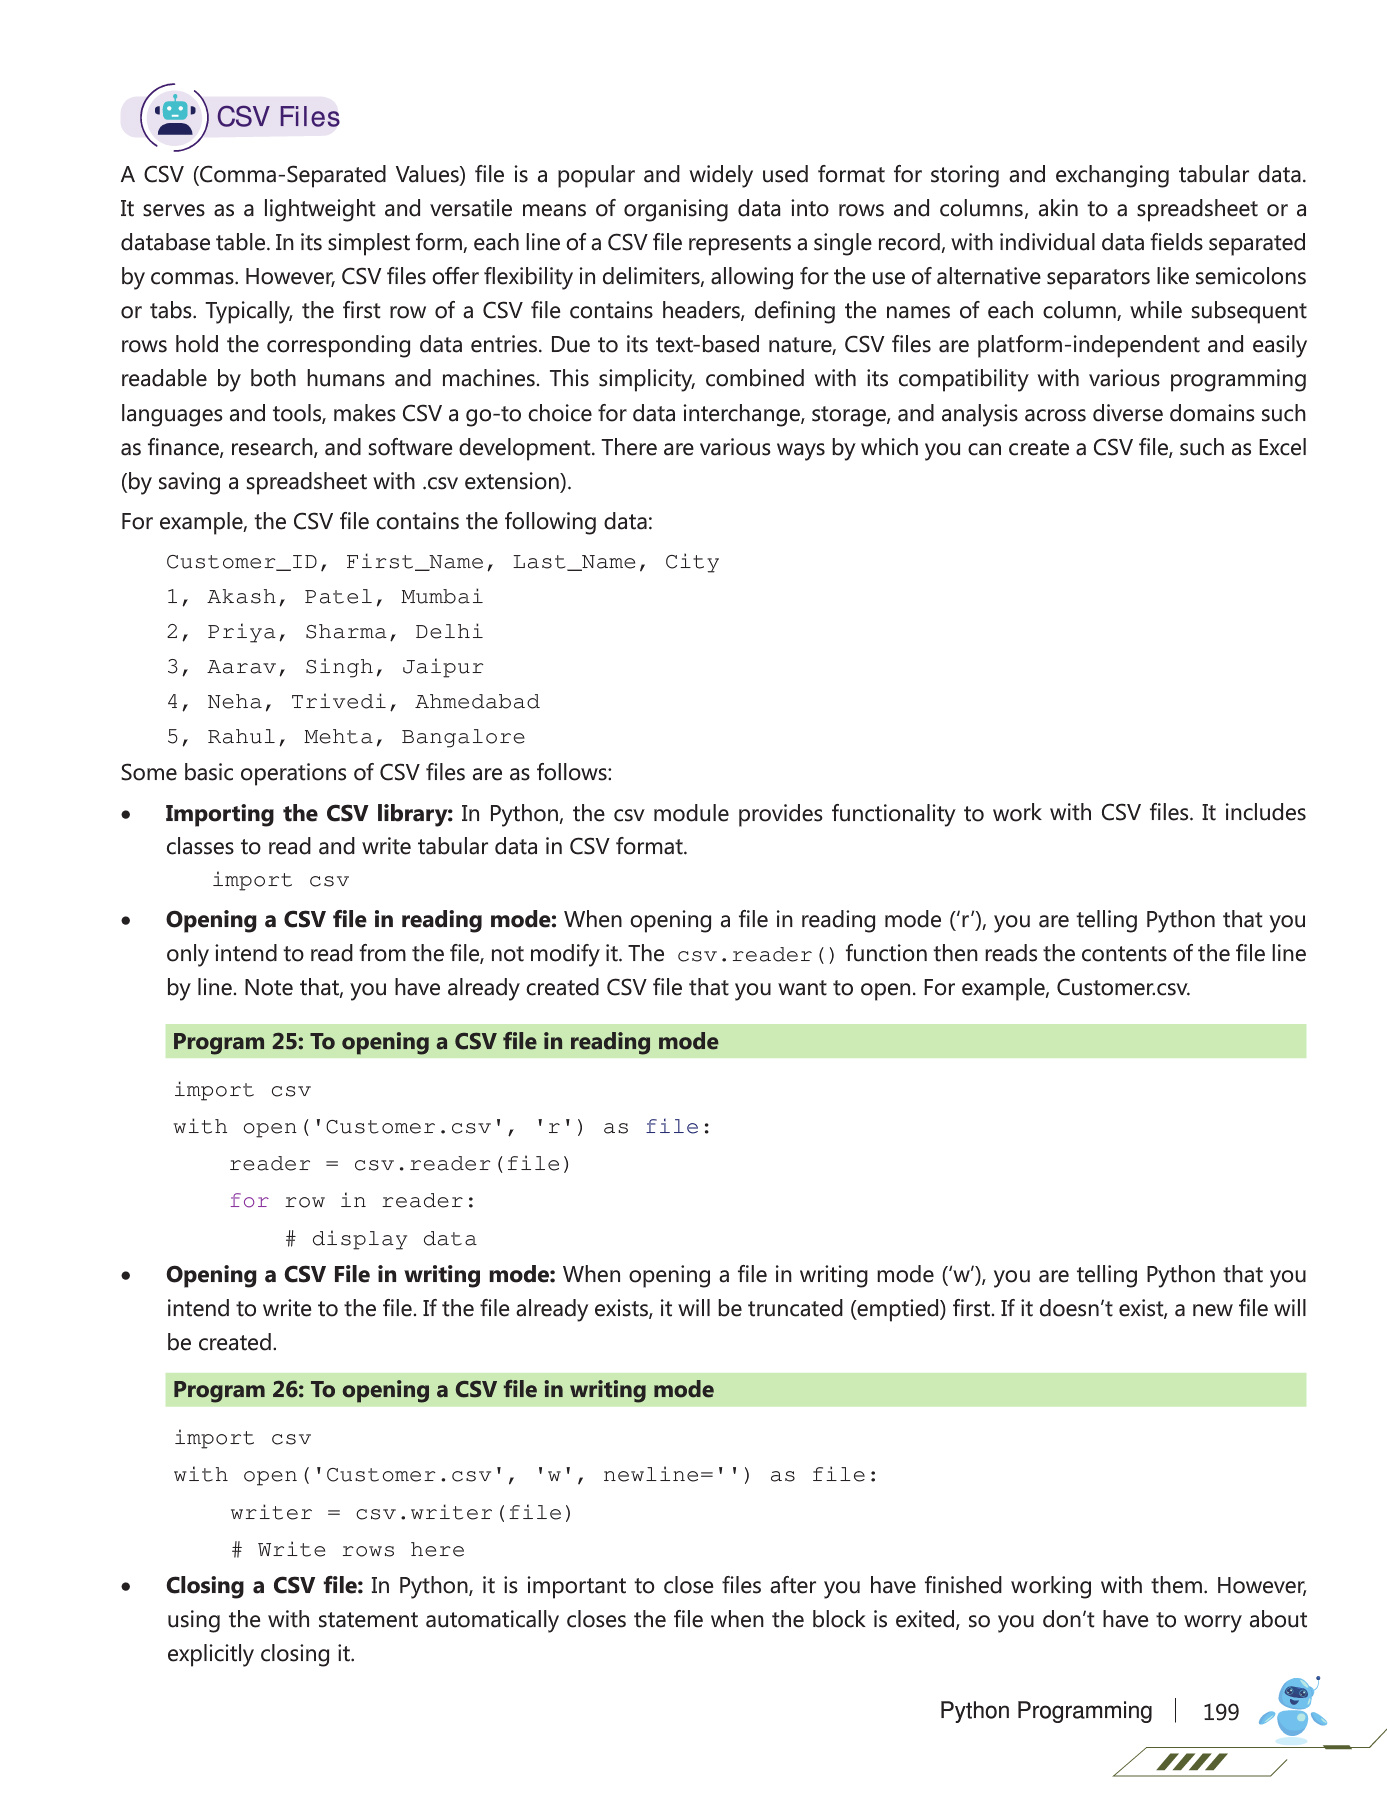 CSV Files
A CSV (Comma-Separated Values) file is a popular and widely used format for storing and exchanging tabular data.
It serves as a lightweight and versatile means of organising data into rows and columns, akin to a spreadsheet or a
database table. In its simplest form, each line of a CSV file represents a single record, with individual data fields separated
by commas. However, CSV files offer flexibility in delimiters, allowing for the use of alternative separators like semicolons
or tabs. Typically, the first row of a CSV file contains headers, defining the names of each column, while subsequent
rows hold the corresponding data entries. Due to its text-based nature, CSV files are platform-independent and easily
readable by both humans and machines. This simplicity, combined with its compatibility with various programming
languages and tools, makes CSV a go-to choice for data interchange, storage, and analysis across diverse domains such
as finance, research, and software development. There are various ways by which you can create a CSV file, such as Excel
(by saving a spreadsheet with .csv extension).
For example, the CSV file contains the following data:
Customer_ID, First_Name, Last_Name, City
1, Akash, Patel, Mumbai
2, Priya, Sharma, Delhi
3, Aarav, Singh, Jaipur
4, Neha, Trivedi, Ahmedabad
5, Rahul, Mehta, Bangalore
Some basic operations of CSV files are as follows:
• Importing the CSV library: In Python, the csv module provides functionality to work with CSV files. It includes
classes to read and write tabular data in CSV format.
import csv
• Opening a CSV file in reading mode: When opening a file in reading mode (‘r’), you are telling Python that you
only intend to read from the file, not modify it. The csv.reader() function then reads the contents of the file line
by line. Note that, you have already created CSV file that you want to open. For example, Customer.csv.
Program 25: To opening a CSV file in reading mode
import csv
with open('Customer.csv', 'r') as file:
    reader = csv.reader(file)
    for row in reader:
        # display data
• Opening a CSV File in writing mode: When opening a file in writing mode (‘w’), you are telling Python that you
intend to write to the file. If the file already exists, it will be truncated (emptied) first. If it doesn’t exist, a new file will
be created.
Program 26: To opening a CSV file in writing mode
import csv
with open('Customer.csv', 'w', newline='') as file:
    writer = csv.writer(file)
    # Write rows here
• Closing a CSV file: In Python, it is important to close files after you have finished working with them. However,
using the with statement automatically closes the file when the block is exited, so you don’t have to worry about
explicitly closing it.
Python Programming | 199